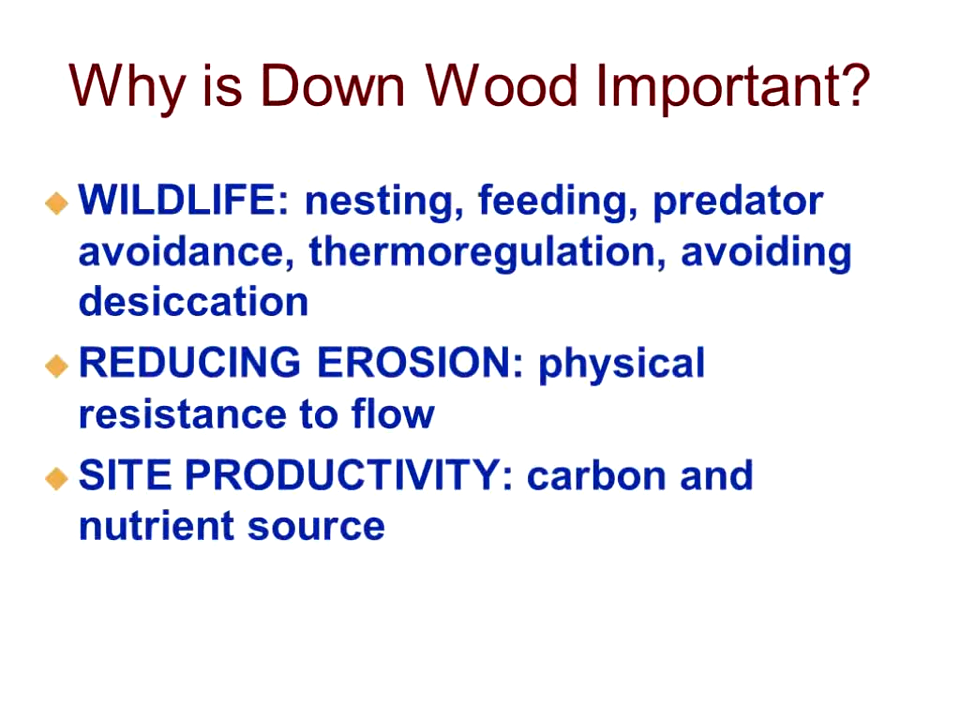 Why is Down Wood Important?
WILDLIFE: nesting, feeding, predator
avoidance, thermoregulation, avoiding
desiccation
REDUCING EROSION: physical
resistance to flow
SITE PRODUCTIVITY: carbon and
nutrient source